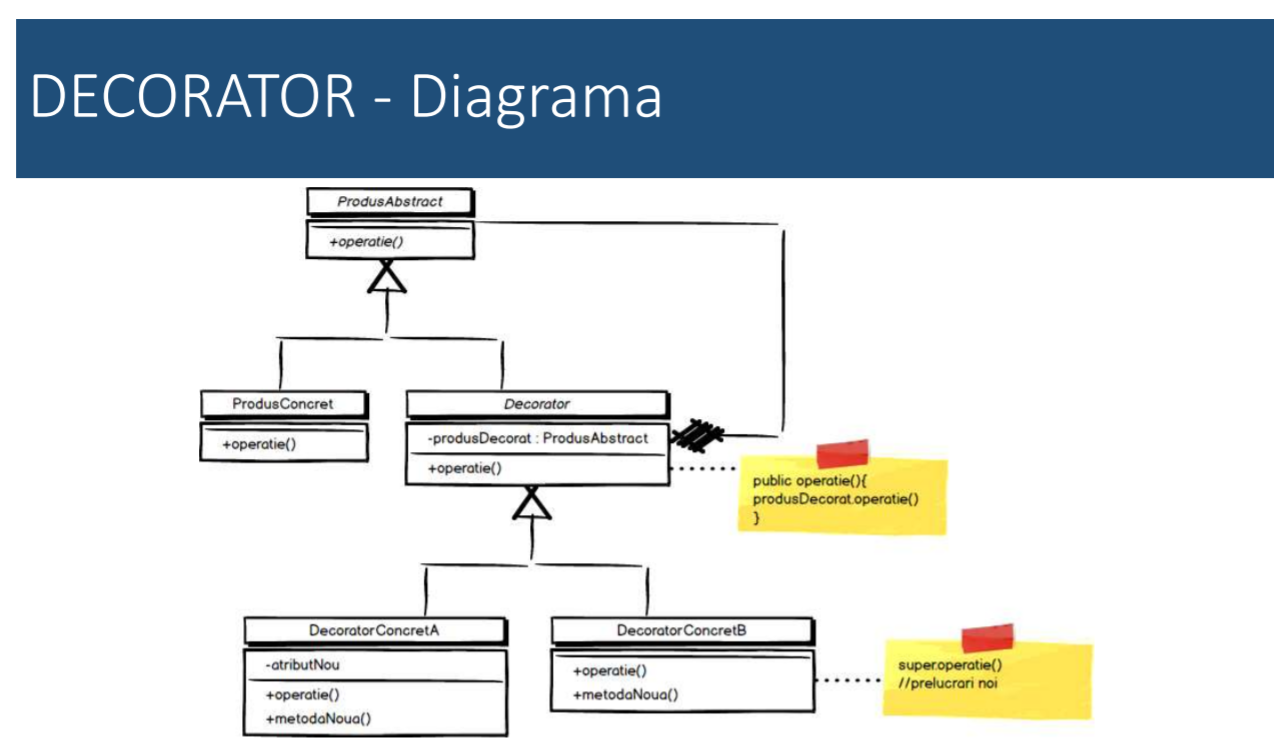 DECORATOR - Diagrama
ProdusAbstract
+operatie()
ProdusConcret
+operatie()
Decorator
-produsDecorat : ProdusAbstract
+operatie()
public operatie(){
produsDecorat.operatie()
}
DecoratorConcretA
-atributNou
+operatie()
+metodaNoua()
DecoratorConcretB
+operatie()
+metodaNoua()
super.operatie()
//prelucrari noi